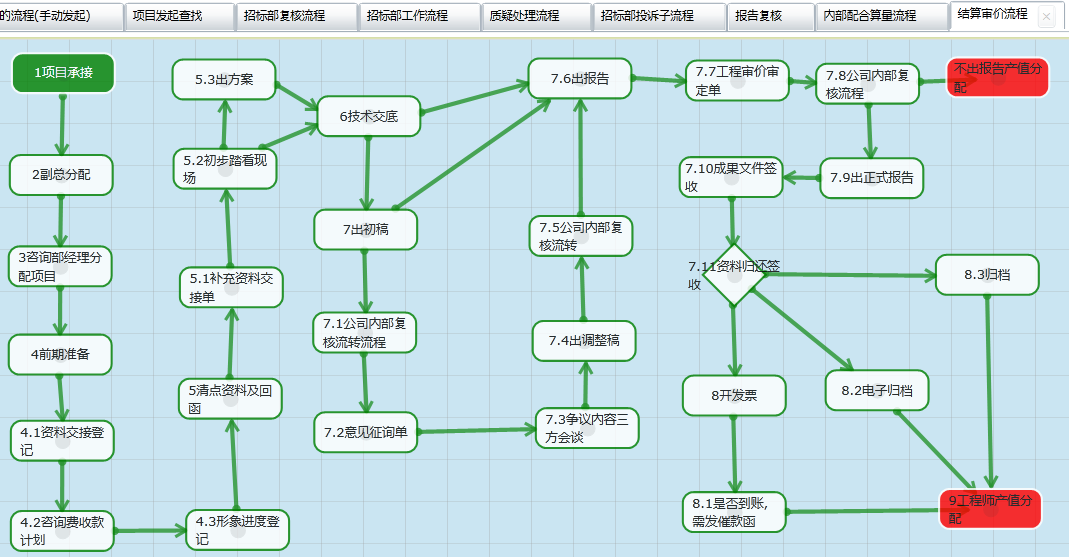 的流程(手动发起)
项目发起查找
招标部复核流程
招标部工作流程
质疑处理流程
招标部投诉子流程
报告复核
内部配合算量流程
结算审价流程
1项目承接
2副总分配
3咨询部经理分
配项目
4前期准备
4.1资料交接登
记
4.2咨询费收款
计划
4.3形象进度登
记
5清点资料及回
函
5.1补充资料交
接单
5.2初步踏看现
场
5.3出方案
6技术交底
7出初稿
7.1公司内部复
核流转流程
7.2意见征询单
7.3争议内容三
方会谈
7.4出调整稿
7.5公司内部复
核流转
7.6出报告
7.7工程审价审
定单
7.8公司内部复
核流程
不出报告产值分
配
7.9出正式报告
7.10成果文件签
收
7.11资料归还签
收
8开发票
8.1是否到账,
需发催款函
8.2电子归档
8.3归档
9工程师产值分
配